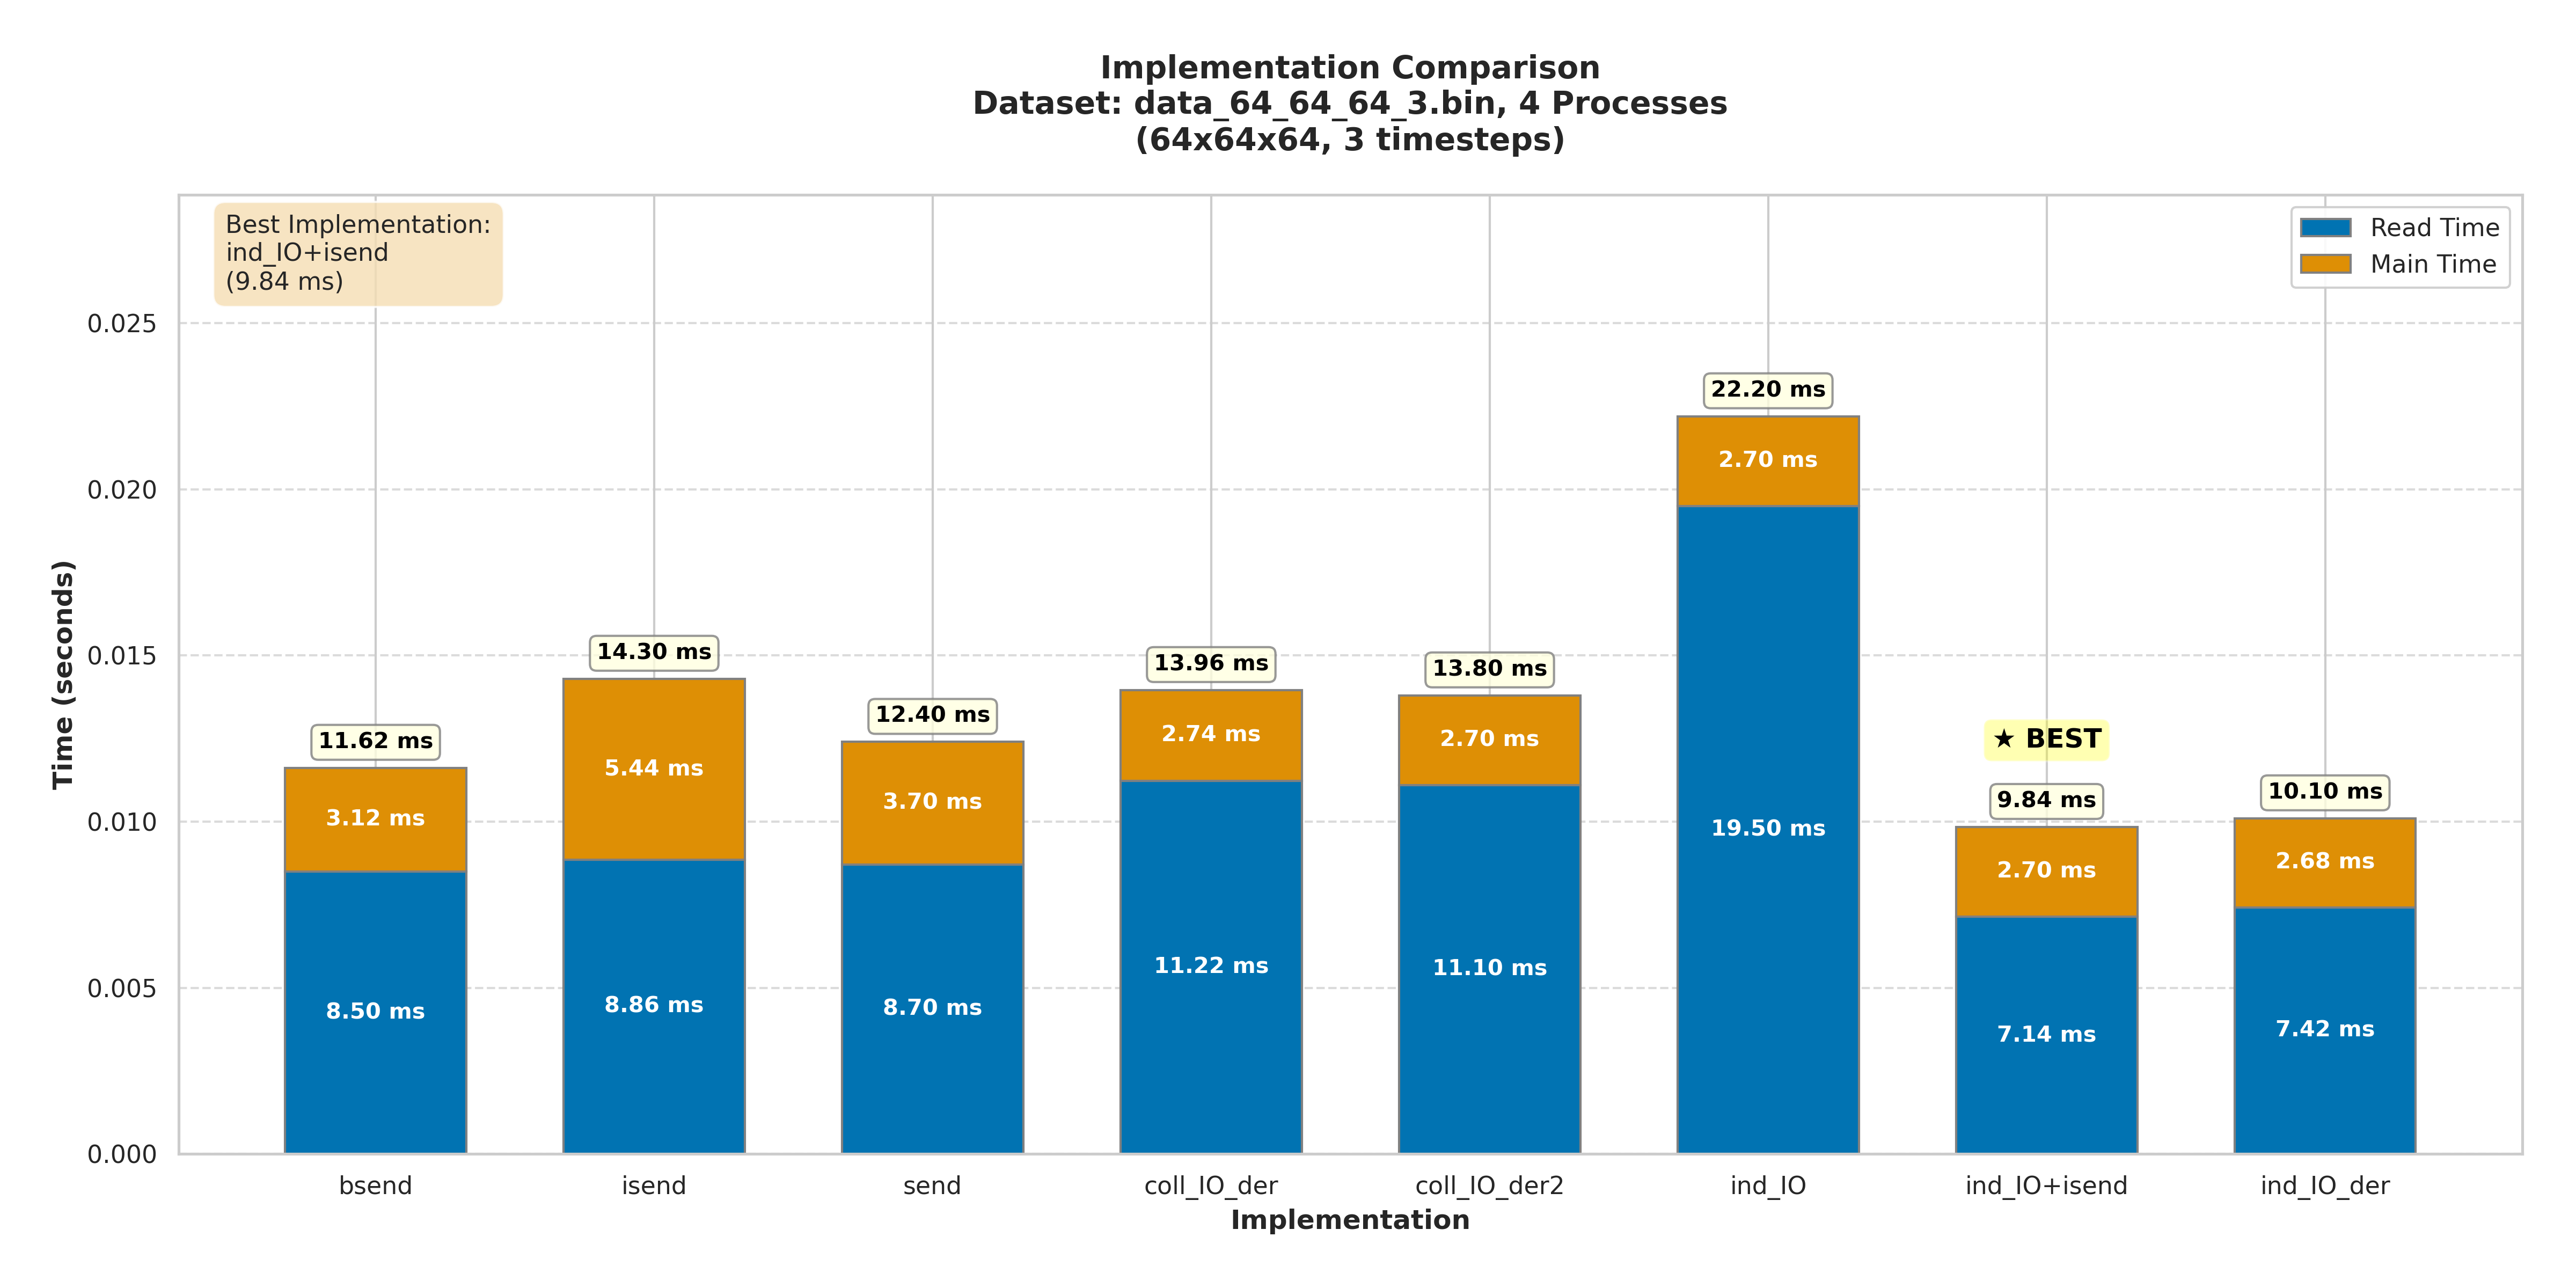 Implementation Comparison
Dataset: data_64_64_64_3.bin, 4 Processes
(64x64x64, 3 timesteps)
Best Implementation:
ind_IO+isend
(9.84 ms)
Read Time
Main Time
Time (seconds)
0.025
0.020
0.015
0.010
0.005
0.000
11.62 ms
3.12 ms
8.50 ms
14.30 ms
5.44 ms
8.86 ms
12.40 ms
3.70 ms
8.70 ms
13.96 ms
2.74 ms
11.22 ms
13.80 ms
2.70 ms
11.10 ms
22.20 ms
2.70 ms
19.50 ms
★ BEST
9.84 ms
2.70 ms
7.14 ms
10.10 ms
2.68 ms
7.42 ms
bsend
isend
send
coll_IO_der
coll_IO_der2
ind_IO
ind_IO+isend
ind_IO_der
Implementation